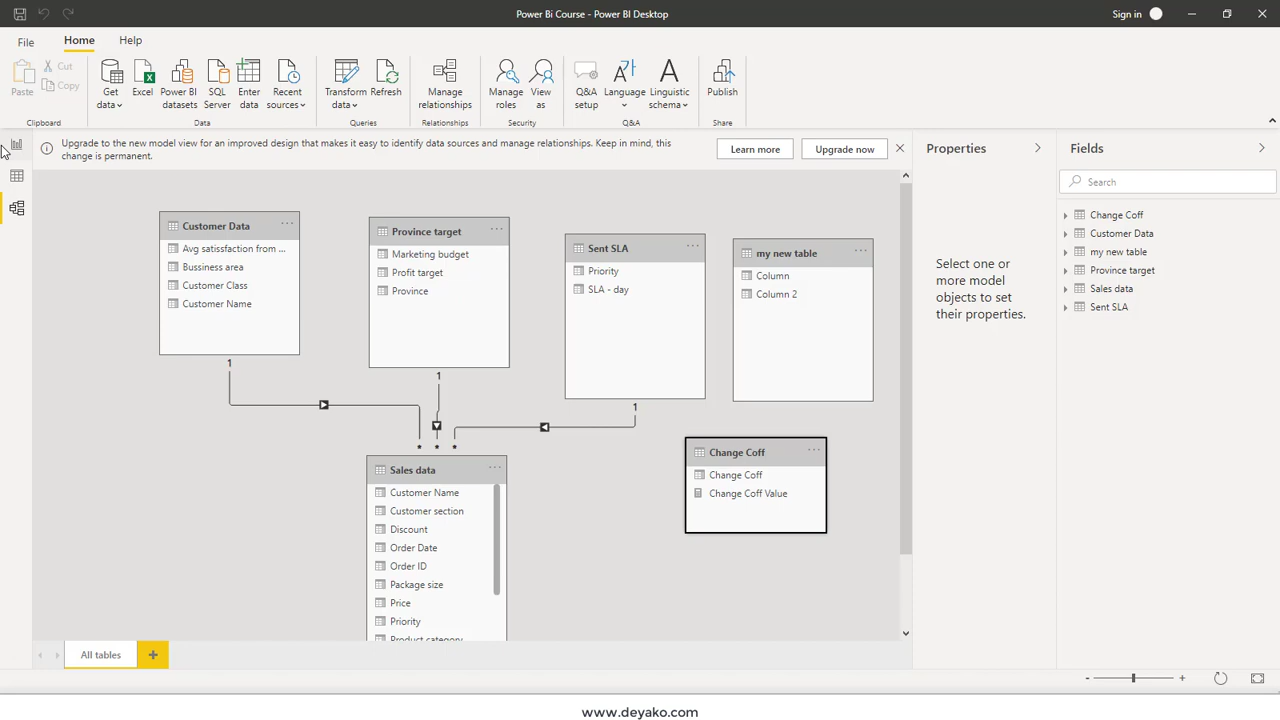 Power Bi Course - Power BI Desktop
Sign in
File
Home
Help
Paste
Cut
Copy
Get data
Excel
Power BI datasets
SQL Server
Enter data
Recent sources
Transform data
Refresh
Manage relationships
Manage roles
View as
Q&A setup
Language
Linguistic schema
Publish
Clipboard
Data
Queries
Relationships
Security
Q&A
Share
Upgrade to the new model view for an improved design that makes it easy to identify data sources and manage relationships. Keep in mind, this
change is permanent.
Learn more
Upgrade now
Properties
Select one or
more model
objects to set
their properties.
Fields
Search
Change Coff
Customer Data
my new table
Province target
Sales data
Sent SLA
Customer Data
Avg satissfaction from ...
Bussiness area
Customer Class
Customer Name
Province target
Marketing budget
Profit target
Province
Sent SLA
Priority
SLA - day
my new table
Column
Column 2
1
1
1
* * *
Sales data
Customer Name
Customer section
Discount
Order Date
Order ID
Package size
Price
Priority
Product category
Change Coff
Change Coff
Change Coff Value
All tables
www.deyako.com